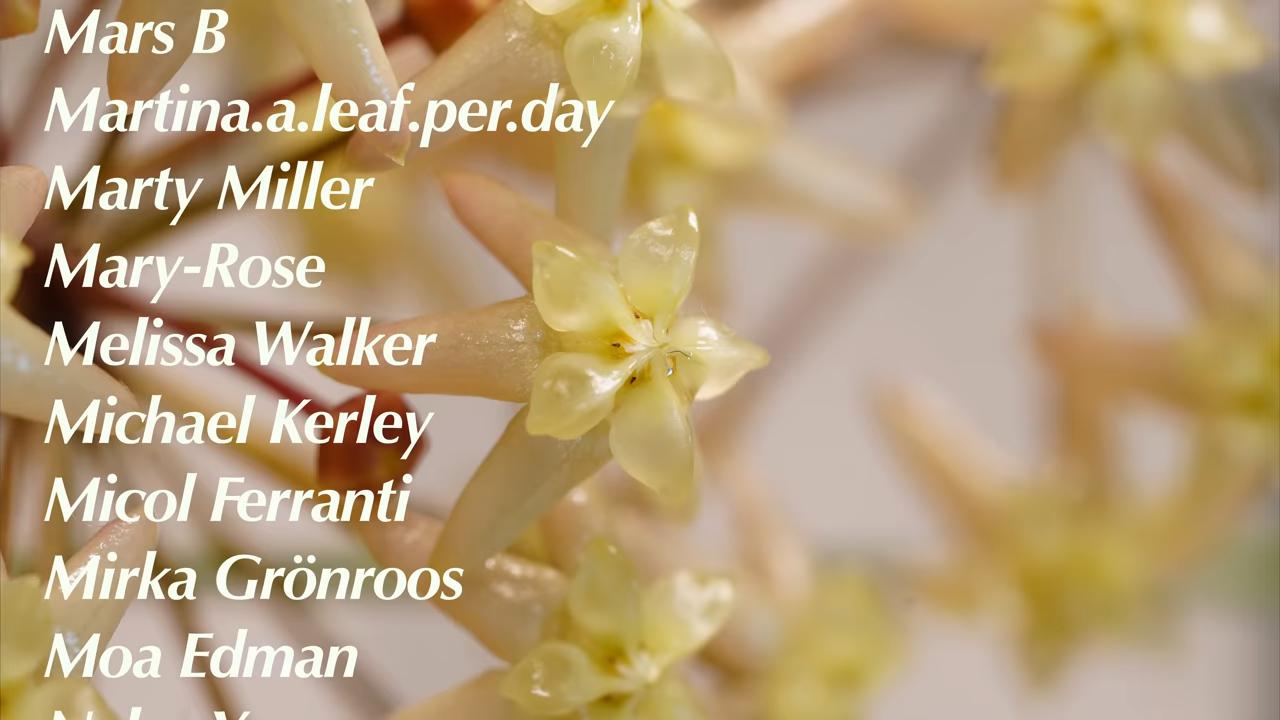 Mars B
Martina.a.leaf.per.day
Marty Miller
Mary-Rose
Melissa Walker
Michael Kerley
Micol Ferranti
Mirka Grönroos
Moa Edman